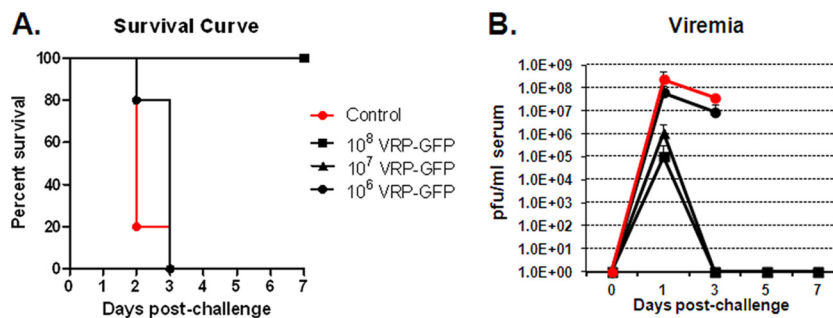 A.
Survival Curve
Percent survival
100
80
60
40
20
0
0 1 2 3 4 5 6 7
Days post-challenge
Control
10^8 VRP-GFP
10^7 VRP-GFP
10^6 VRP-GFP
B.
Viremia
pfu/ml serum
1.0E+09
1.0E+08
1.0E+07
1.0E+06
1.0E+05
1.0E+04
1.0E+03
1.0E+02
1.0E+01
1.0E+00
0 1 3 5 7
Days post-challenge